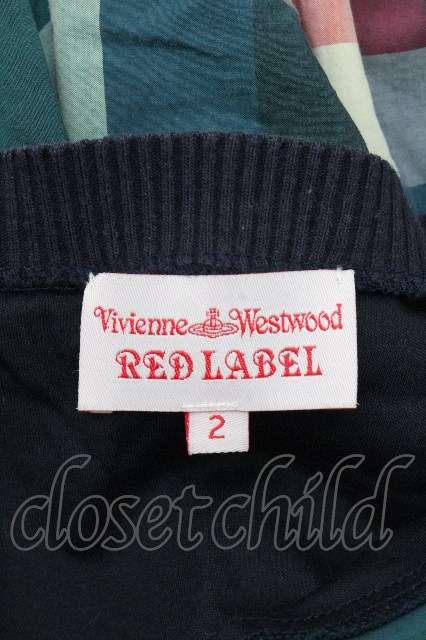 Vivienne Westwood
RED LABEL
2
closetchild